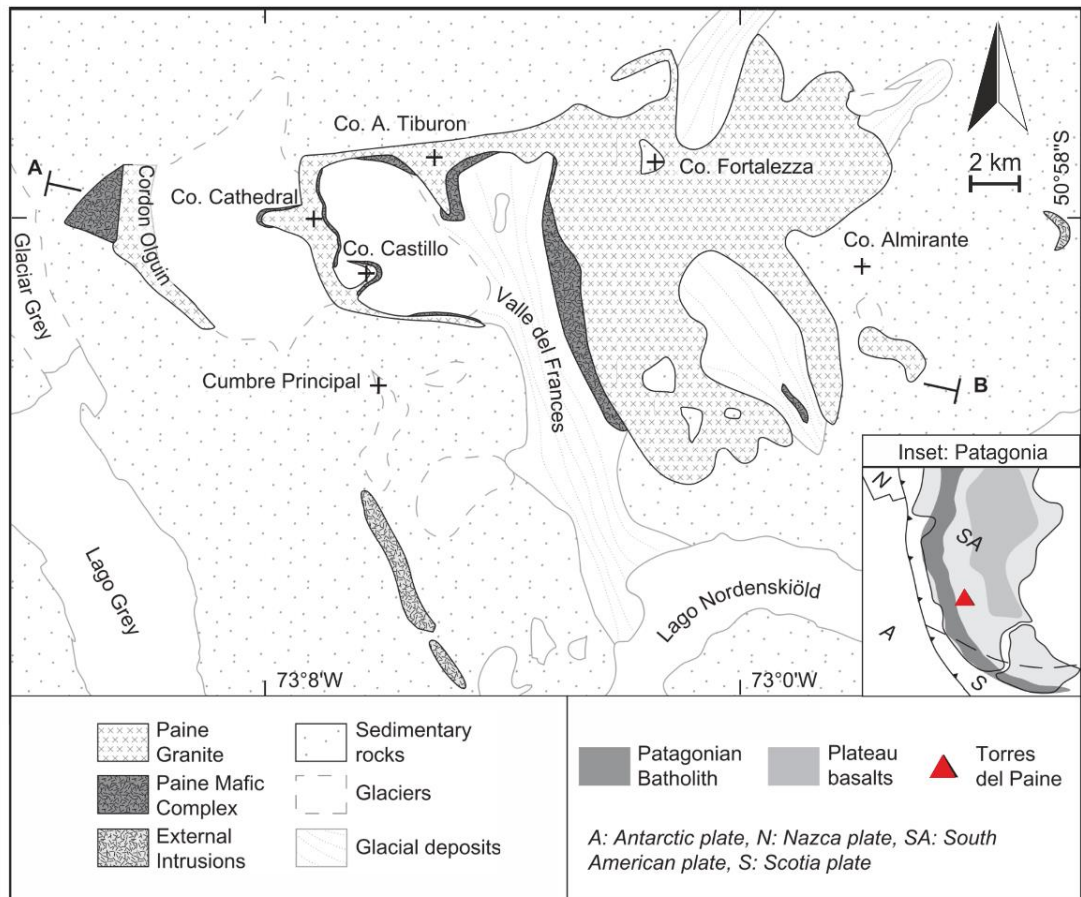 Co. A. Tiburon
Co. Fortalezza
2 km
50°58"S
A
Cordon Olguin
Co. Cathedral
Co. Castillo
Co. Almirante
Glaciar Grey
Valle del Frances
Cumbre Principal
B
Lago Grey
Lago Nordenskiöld
73°8'W
73°0'W
Inset: Patagonia
N
SA
A
S
Paine
Granite
Paine Mafic
Complex
External
Intrusions
Sedimentary
rocks
Glaciers
Glacial deposits
Patagonian
Batholith
Plateau
basalts
Torres
del Paine
A: Antarctic plate, N: Nazca plate, SA: South
American plate, S: Scotia plate